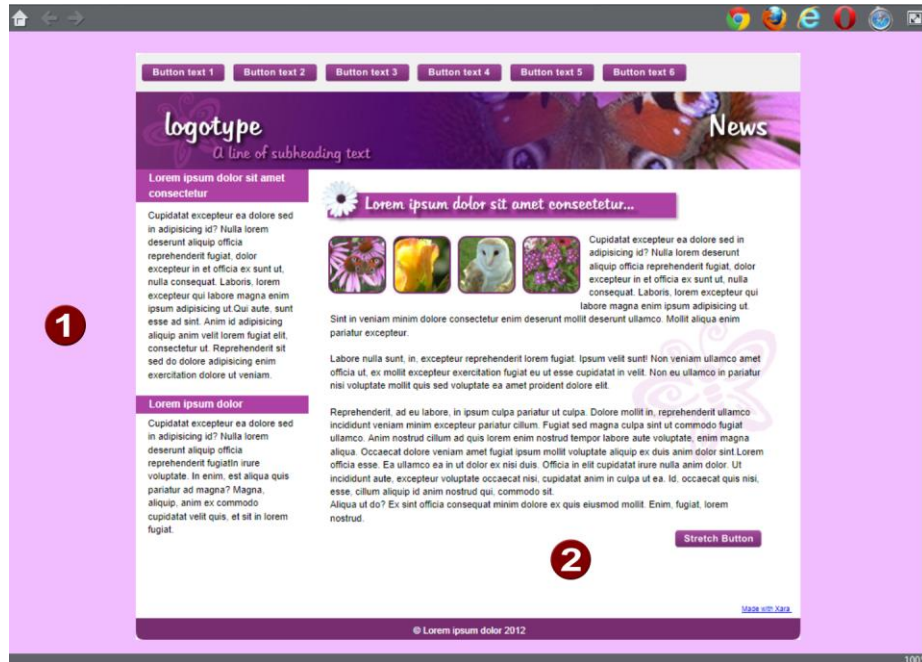 Button text 1 Button text 2 Button text 3 Button text 4 Button text 5 Button text 6
logotype
News
A line of subheading text
Lorem ipsum dolor sit amet
consectetur
Cupidatat excepteur ea dolore sed
in adipisicing id? Nulla lorem
deserunt aliquip officia
reprehenderit fugiat, dolor
excepteur in et officia ex sunt ut,
nulla consequat. Laboris, lorem
excepteur qui labore magna enim
ipsum adipisicing ut.Qui aute, sunt
esse ad sint. Anim id adipisicing
aliquip anim velit lorem fugiat elit,
consectetur ut. Reprehenderit sit
sed do dolore adipisicing enim
exercitation dolore ut veniam.
Lorem ipsum dolor
Cupidatat excepteur ea dolore sed
in adipisicing id? Nulla lorem
deserunt aliquip officia
reprehenderit fugiatIn irure
voluptate. In enim, est aliqua quis
pariatur ad magna? Magna,
aliquip, anim ex commodo
cupidatat velit quis, et sit in lorem
fugiat.
1
Lorem ipsum dolor sit amet consectetur...
Cupidatat excepteur ea dolore sed in
adipisicing id? Nulla lorem deserunt
aliquip officia reprehenderit fugiat, dolor
excepteur in et officia ex sunt ut, nulla
consequat. Laboris, lorem excepteur qui
labore magna enim ipsum adipisicing ut.
Sint in veniam minim dolore consectetur enim deserunt mollit deserunt ullamco. Mollit aliqua enim
pariatur excepteur.
Labore nulla sunt, in, excepteur reprehenderit lorem fugiat. Ipsum velit sunt! Non veniam ullamco amet
officia ut, ex mollit excepteur exercitation fugiat eu ut esse cupidatat in velit. Non eu ullamco in pariatur
nisi voluptate mollit quis sed voluptate ea amet proident dolore elit.
Reprehenderit, ad eu labore, in ipsum culpa pariatur ut culpa. Dolore mollit in, reprehenderit ullamco
incididunt veniam minim excepteur pariatur cillum. Fugiat sed magna culpa sint ut commodo fugiat
ullamco. Anim nostrud cillum ad quis lorem enim nostrud tempor labore aute voluptate, enim magna
aliqua. Occaecat dolore veniam amet fugiat ipsum mollit voluptate aliquip ex duis anim dolor sint.Lorem
officia esse. Ea ullamco ea in ut dolor ex nisi duis. Officia in elit cupidatat irure nulla anim dolor. Ut
incididunt aute, excepteur voluptate occaecat nisi, cupidatat anim in culpa ut ea. Id, occaecat quis nisi,
esse, cillum aliquip id anim nostrud qui, commodo sit.
Aliqua ut do? Ex sint officia consequat minim dolore ex quis eiusmod mollit. Enim, fugiat, lorem
nostrud.
Stretch Button
2
Made with Xara
© Lorem ipsum dolor 2012